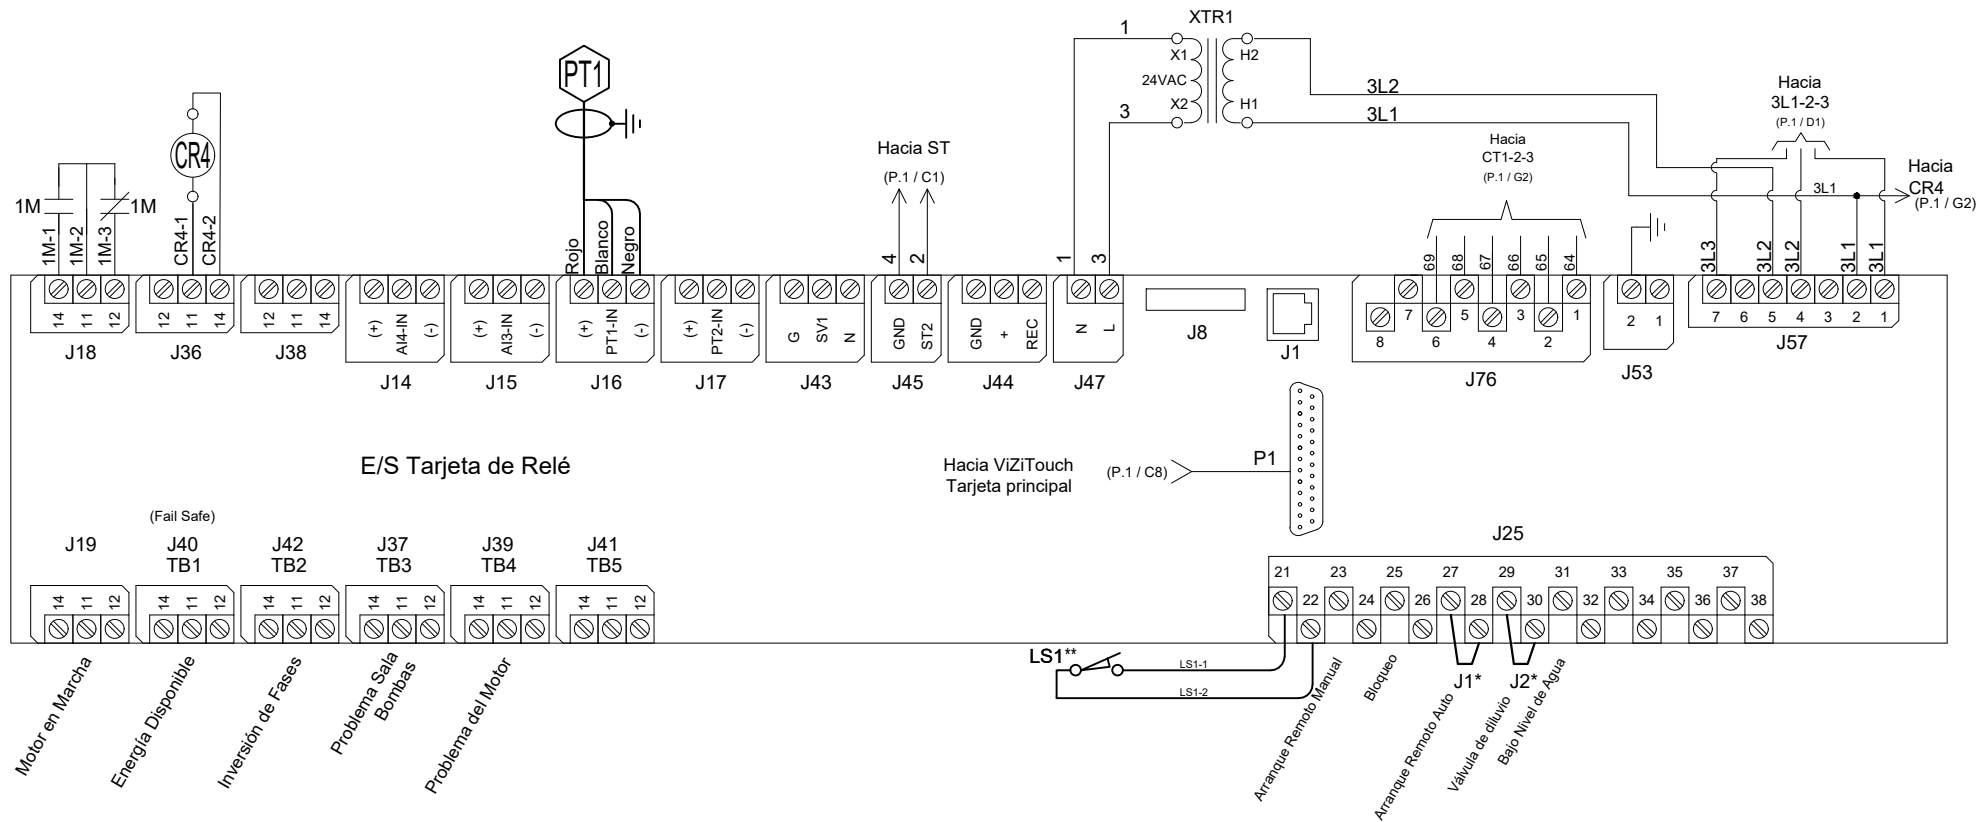 XTR1
1
X1
H2
24VAC
X2
H1
3
3L2
3L1
PT1
CR4
Hacia
3L1-2-3
(P.1 / D1)
Hacia ST
(P.1 / C1)
Hacia
CT1-2-3
(P.1 / G2)
Hacia
CR4
(P.1 / G2)
3L1
1M
1M
1M-1
1M-2
1M-3
CR4-1
CR4-2
Rojo
Blanco
Negro
4
2
1
3
69
68
67
66
65
64
3L3
3L2
3L2
3L1
3L1
14 11 12
J18
12 11 14
J36
12 11 14
J38
(+) AI4-IN (-)
J14
(+) AI3-IN (-)
J15
(+) PT1-IN (-)
J16
(+) PT2-IN (-)
J17
G SV1 N
J43
GND ST2
J45
GND + REC
J44
N L
J47
J8
J1
7 5 3 1
8 6 4 2
J76
2 1
J53
7 6 5 4 3 2 1
J57
E/S Tarjeta de Relé
Hacia ViZiTouch
Tarjeta principal
(P.1 / C8)
P1
(Fail Safe)
J19
J40
TB1
J42
TB2
J37
TB3
J39
TB4
J41
TB5
14 11 12
14 11 12
14 11 12
14 11 12
14 11 12
14 11 12
Motor en Marcha
Energía Disponible
Inversión de Fases
Problema Sala
Bombas
Problema del Motor
J25
21 23 25 27 29 31 33 35 37
22 24 26 28 30 32 34 36 38
LS1**
LS1-1
LS1-2
J1*
J2*
Arranque Remoto Manual
Bloqueo
Arranque Remoto Auto
Válvula de diluvio
Bajo Nivel de Agua